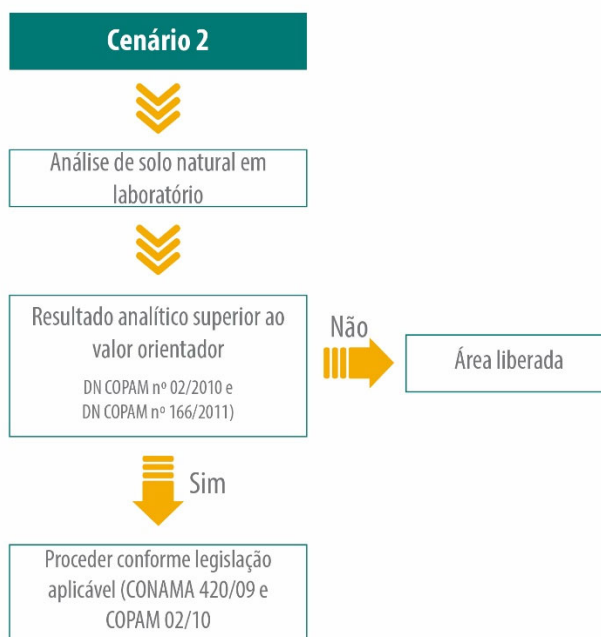 Cenário 2
Análise de solo natural em
laboratório
Resultado analítico superior ao
valor orientador
DN COPAM nº 02/2010 e
DN COPAM nº 166/2011)
Não
Área liberada
Sim
Proceder conforme legislação
aplicável (CONAMA 420/09 e
COPAM 02/10